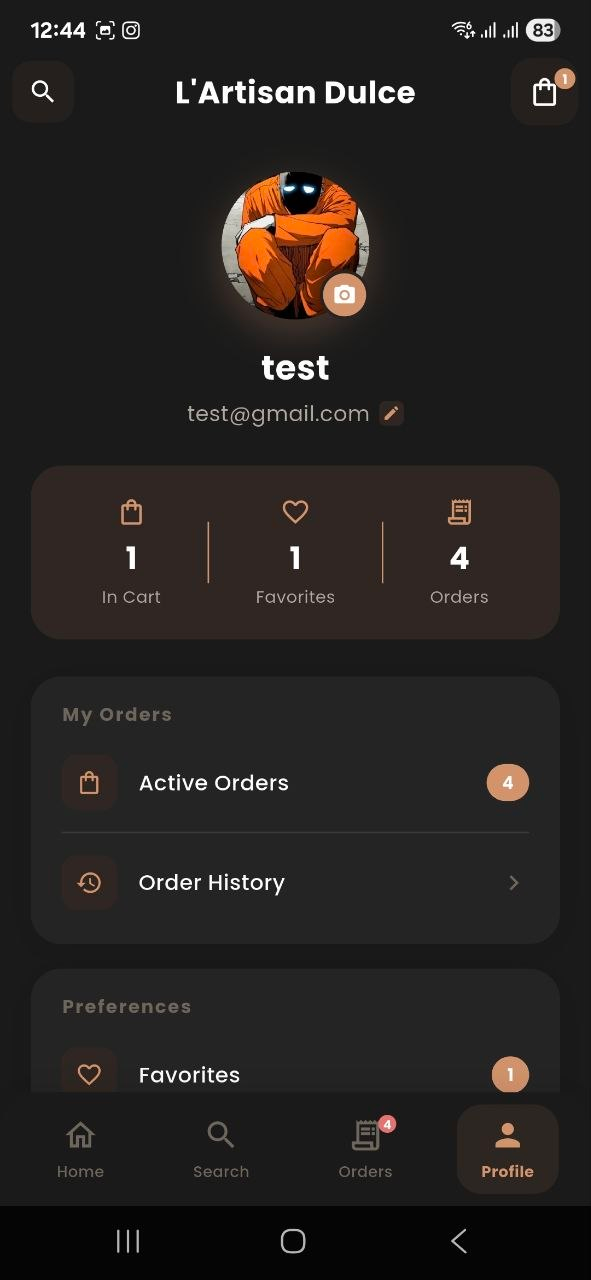 12:44
83
L'Artisan Dulce
1
test
test@gmail.com
1
1
4
In Cart
Favorites
Orders
My Orders
Active Orders
4
Order History
Preferences
Favorites
1
4
Home
Search
Orders
Profile